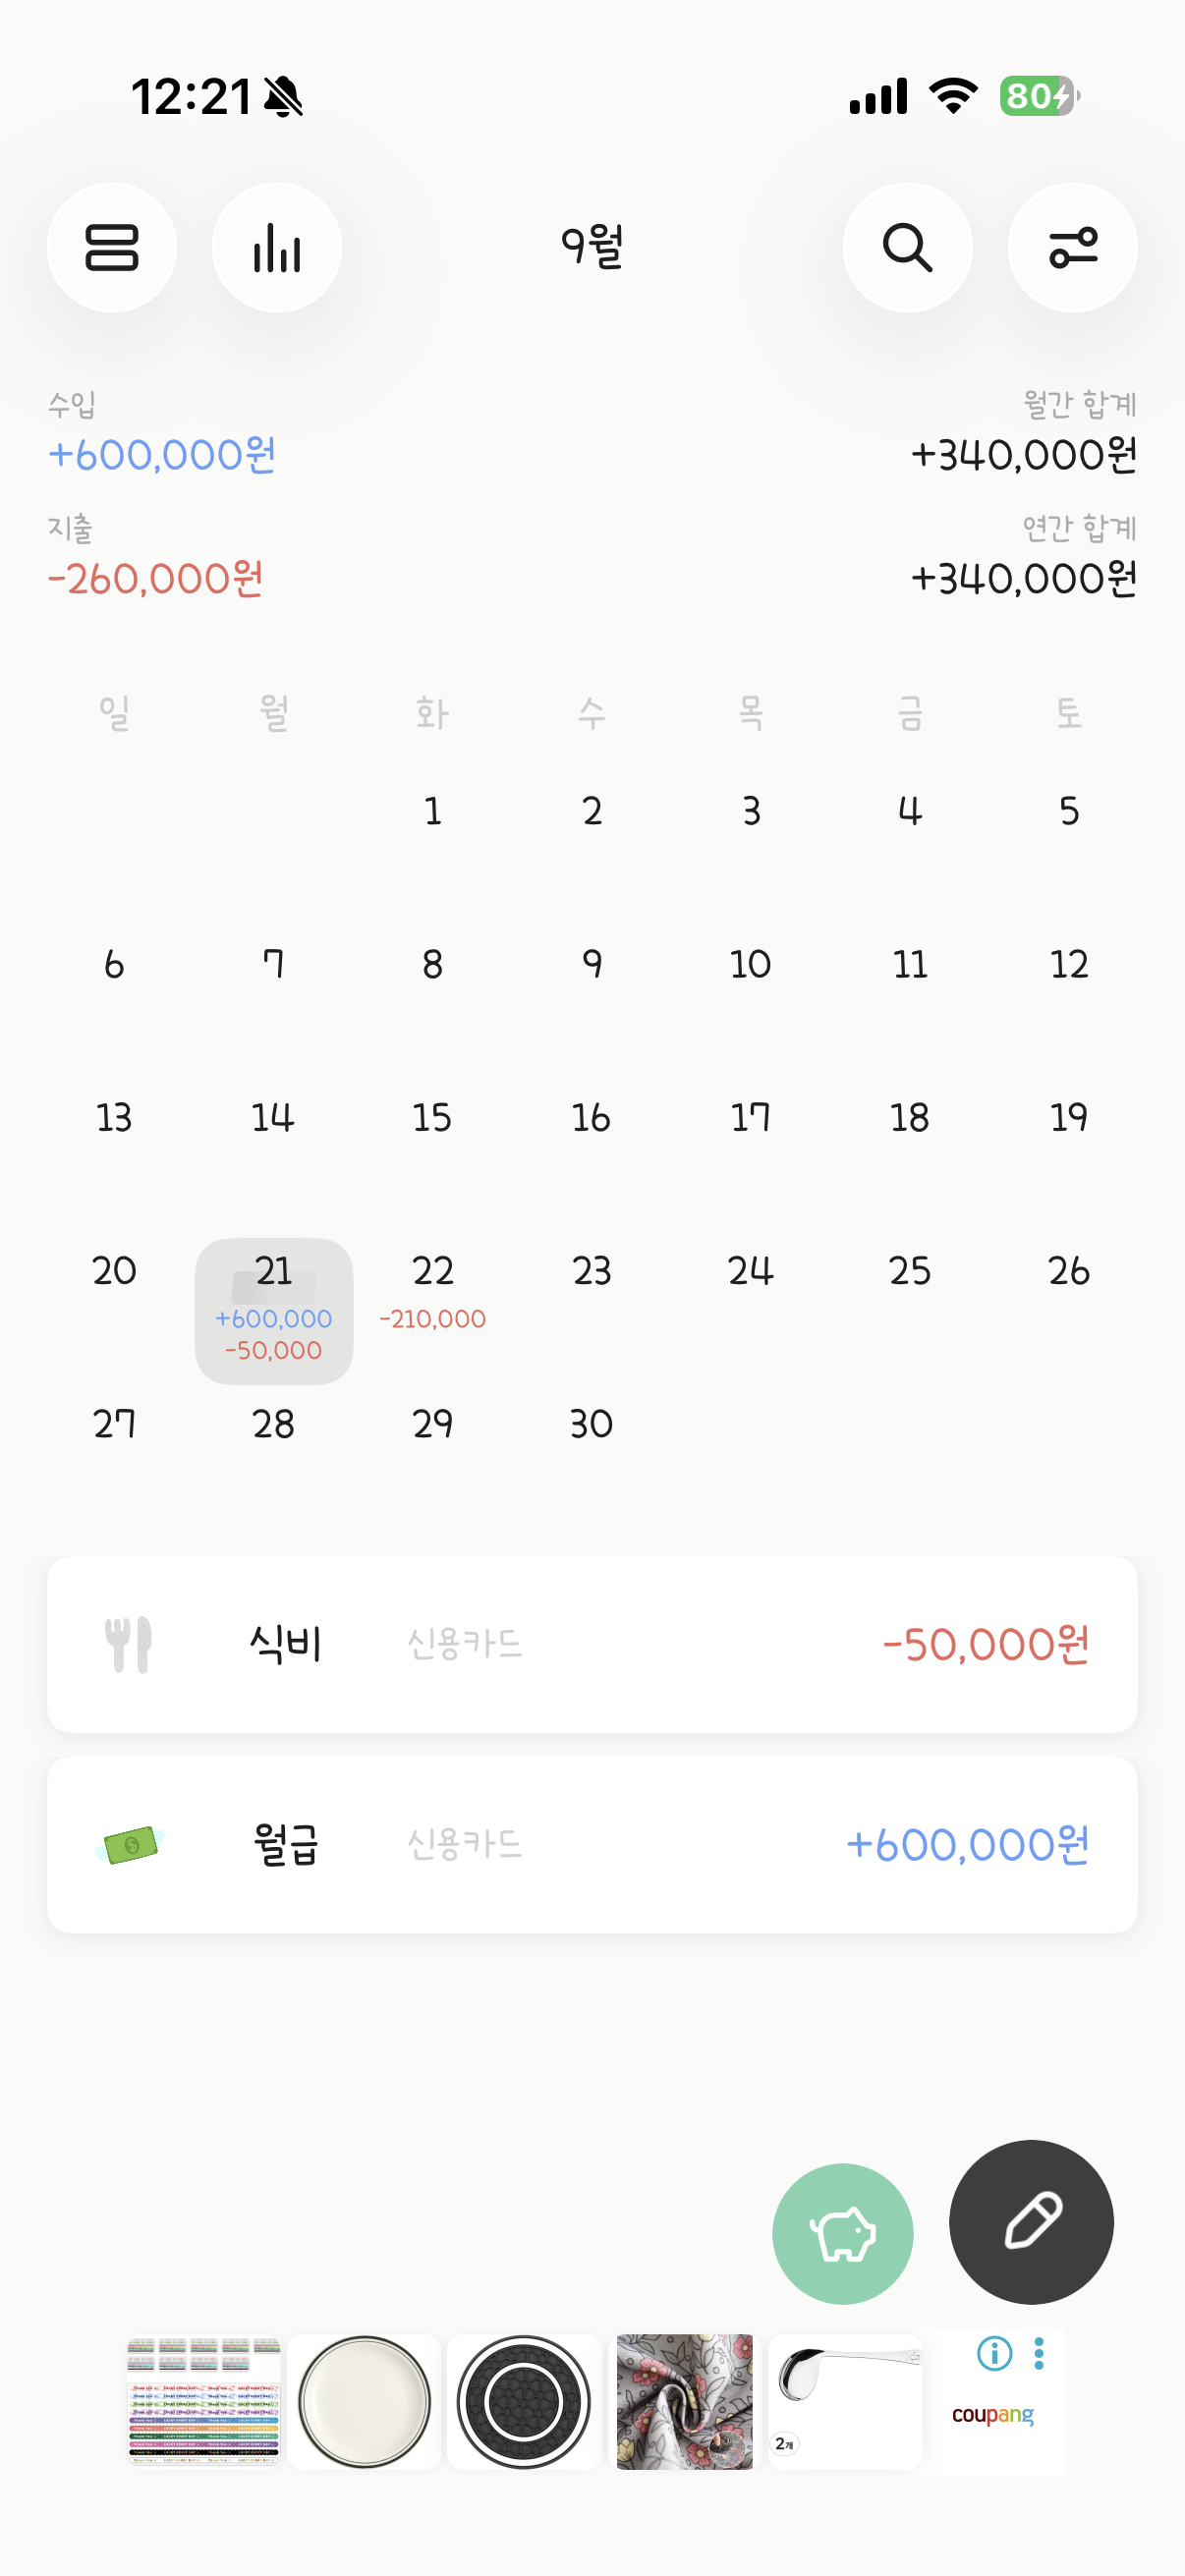 12:21
80
9월
수입
월간 합계
+600,000원
+340,000원
지출
연간 합계
-260,000원
+340,000원
일 월 화 수 목 금 토
1 2 3 4 5
6 7 8 9 10 11 12
13 14 15 16 17 18 19
20 21 22 23 24 25 26
+600,000 -210,000
-50,000
27 28 29 30
식비 신용카드 -50,000원
월급 신용카드 +600,000원
2개
coupang